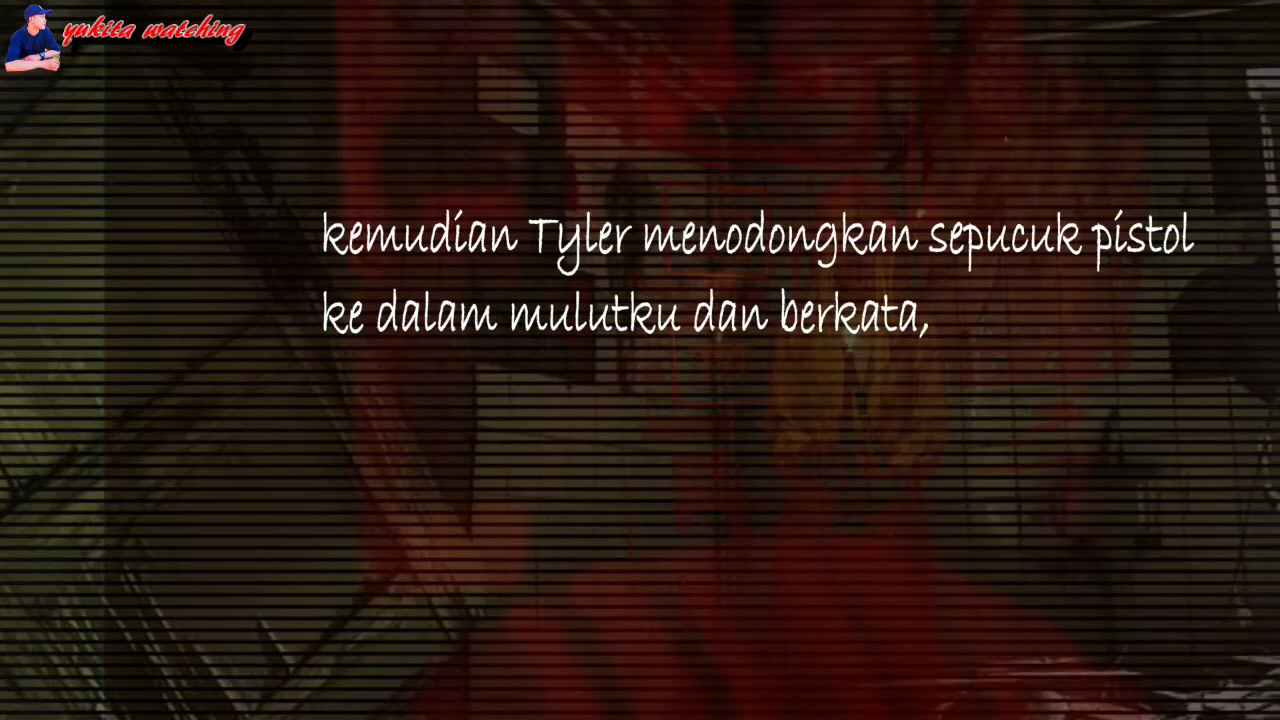 yukita watching
kemudian Tyler menodongkan sepucuk pistol
ke dalam mulutku dan berkata,